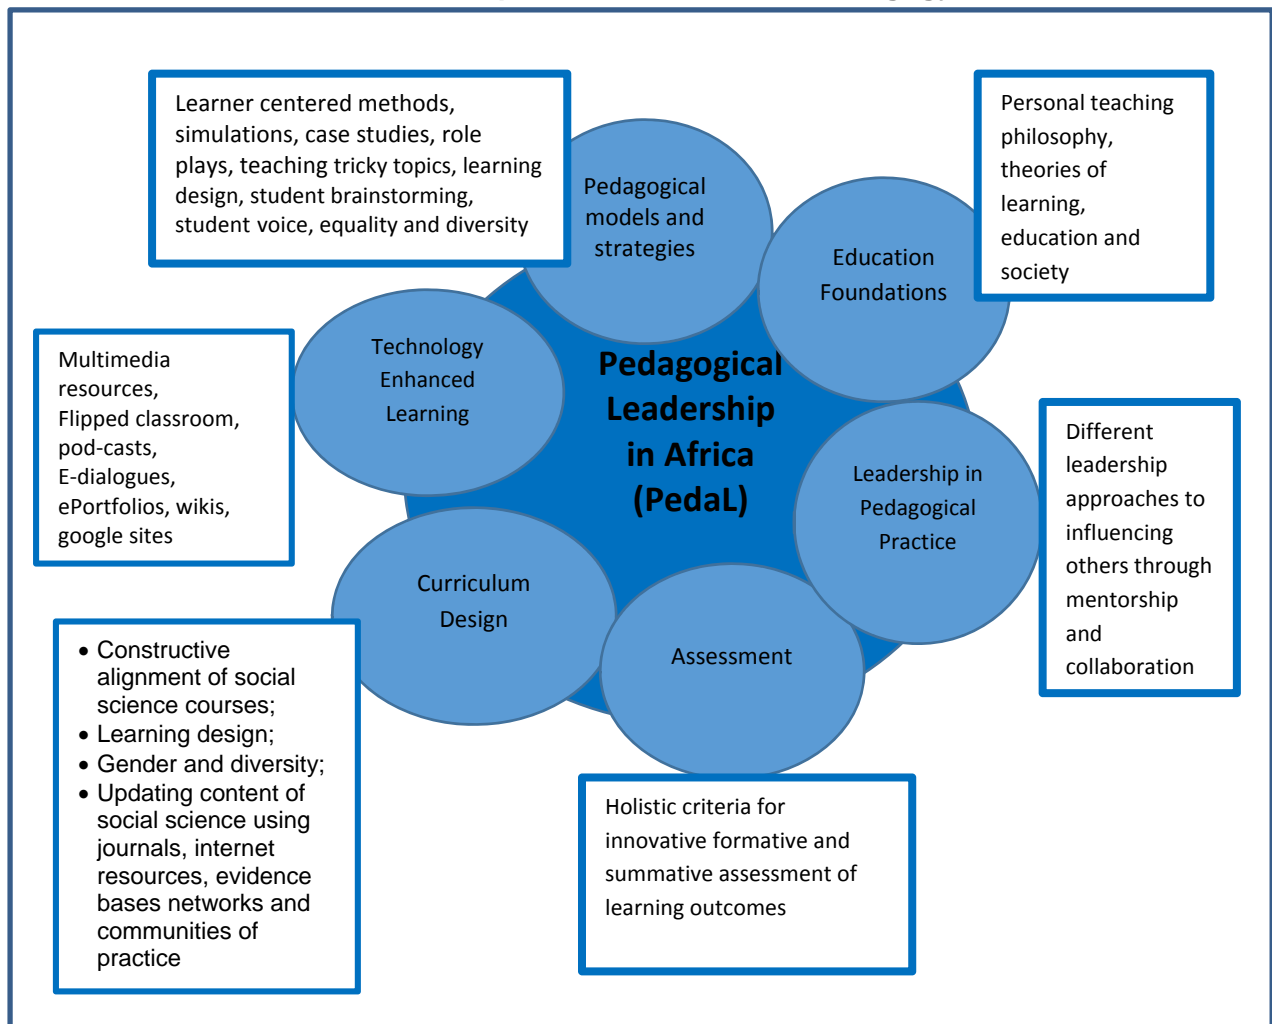 Learner centered methods,
simulations, case studies, role
plays, teaching tricky topics, learning
design, student brainstorming,
student voice, equality and diversity
Pedagogical
models and
strategies
Education
Foundations
Personal teaching
philosophy,
theories of
learning,
education and
society
Technology
Enhanced
Learning
Multimedia
resources,
Flipped classroom,
pod-casts,
E-dialogues,
ePortfolios, wikis,
google sites
Pedagogical
Leadership
in Africa
(PedaL)
Leadership in
Pedagogical
Practice
Different
leadership
approaches to
influencing
others through
mentorship
and
collaboration
Curriculum
Design
Assessment
• Constructive
alignment of social
science courses;
• Learning design;
• Gender and diversity;
• Updating content of
social science using
journals, internet
resources, evidence
bases networks and
communities of
practice
Holistic criteria for
innovative formative and
summative assessment of
learning outcomes